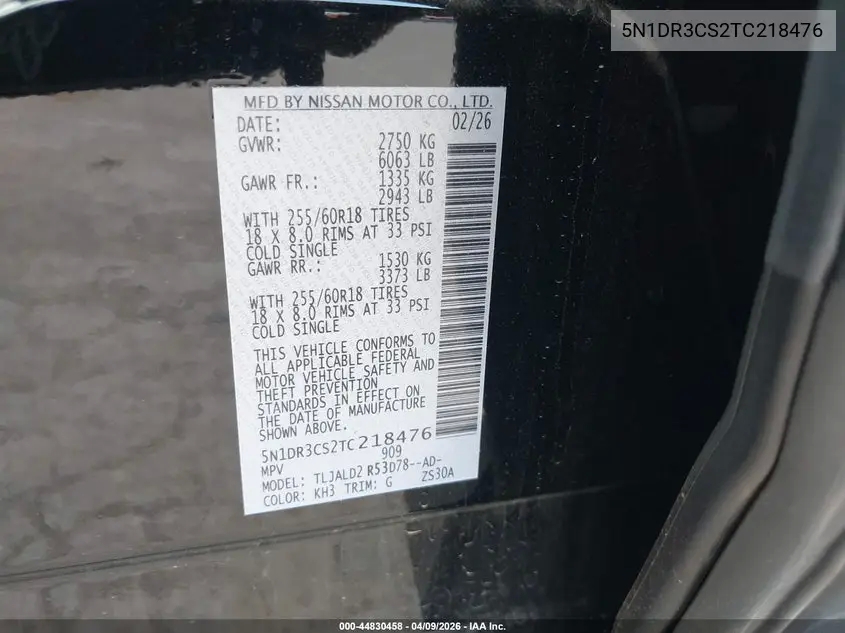 5N1DR3CS2TC218476
MFD BY NISSAN MOTOR CO., LTD.
DATE: 02/26
GVWR: 2750 KG
6063 LB
GAWR FR.: 1335 KG
2943 LB
WITH 255/60R18 TIRES
18 X 8.0 RIMS AT 33 PSI
COLD SINGLE
GAWR RR.: 1530 KG
3373 LB
WITH 255/60R18 TIRES
18 X 8.0 RIMS AT 33 PSI
COLD SINGLE
THIS VEHICLE CONFORMS TO
ALL APPLICABLE FEDERAL
MOTOR VEHICLE SAFETY AND
THEFT PREVENTION
STANDARDS IN EFFECT ON
THE DATE OF MANUFACTURE
SHOWN ABOVE.
5N1DR3CS2TC218476
MPV 909
MODEL: TLJALD2 R53D78--AD-
COLOR: KH3 TRIM: G ZS30A
000-44830458 - 04/09/2026 - IAA Inc.